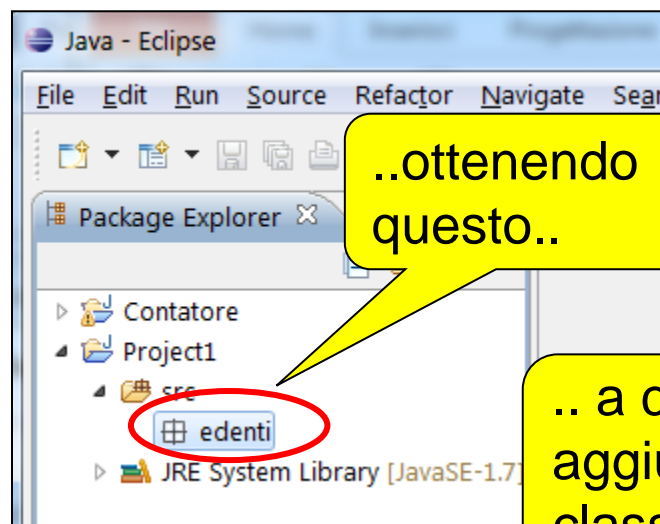 Java - Eclipse
File Edit Run Source Refactor Navigate
..ottenendo
questo..
Package Explorer
Contatore
Project1
src
edenti
JRE System Library [JavaSE-1.7]
.. a